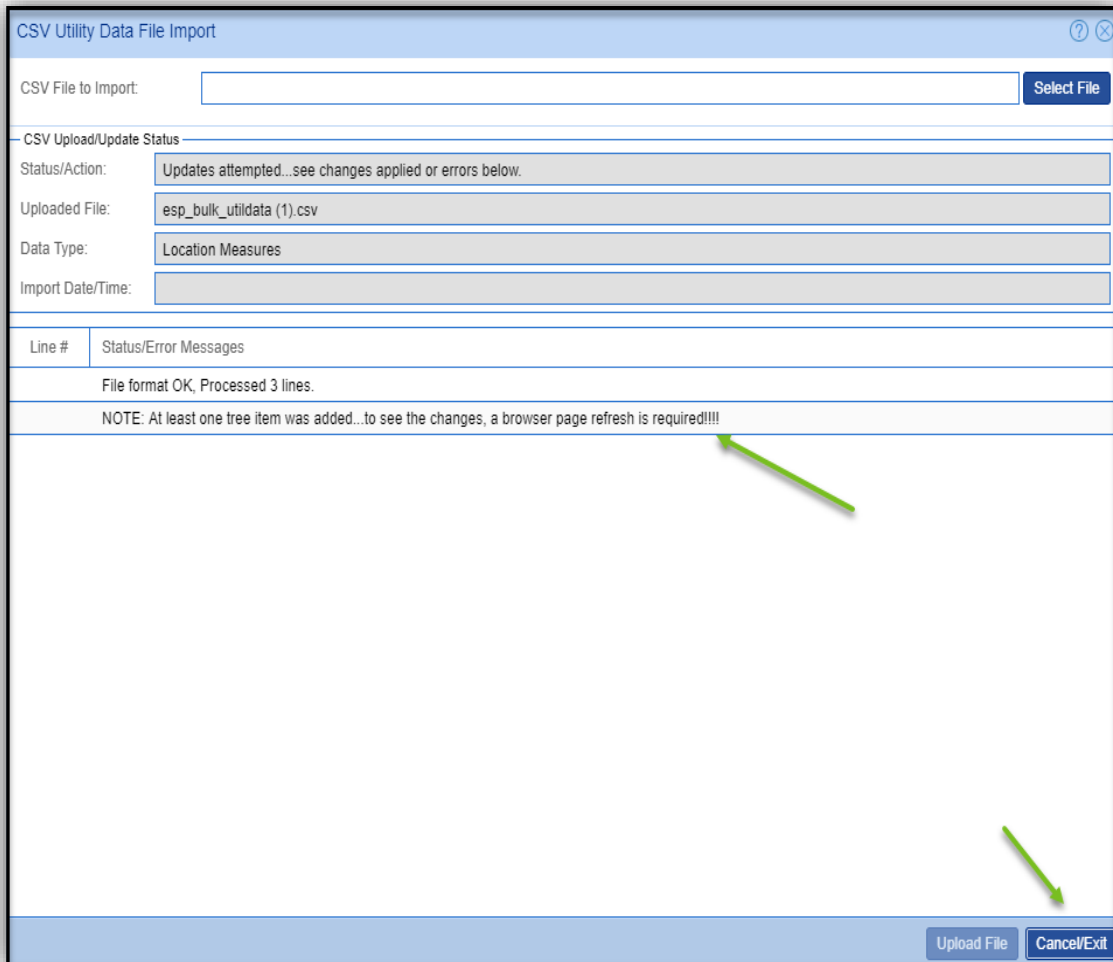 CSV Utility Data File Import
CSV File to Import:
Select File
CSV Upload/Update Status
Status/Action:
Updates attempted...see changes applied or errors below.
Uploaded File:
esp_bulk_utildata (1).csv
Data Type:
Location Measures
Import Date/Time:
Line #
Status/Error Messages
File format OK, Processed 3 lines.
NOTE: At least one tree item was added...to see the changes, a browser page refresh is required!!!!
Upload File
Cancel/Exit